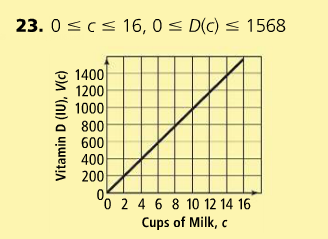 23. 0 ≤ c ≤ 16, 0 ≤ D(c) ≤ 1568
Vitamin D (IU), V(c)
1400
1200
1000
800
600
400
200
0
0 2 4 6 8 10 12 14 16
Cups of Milk, c